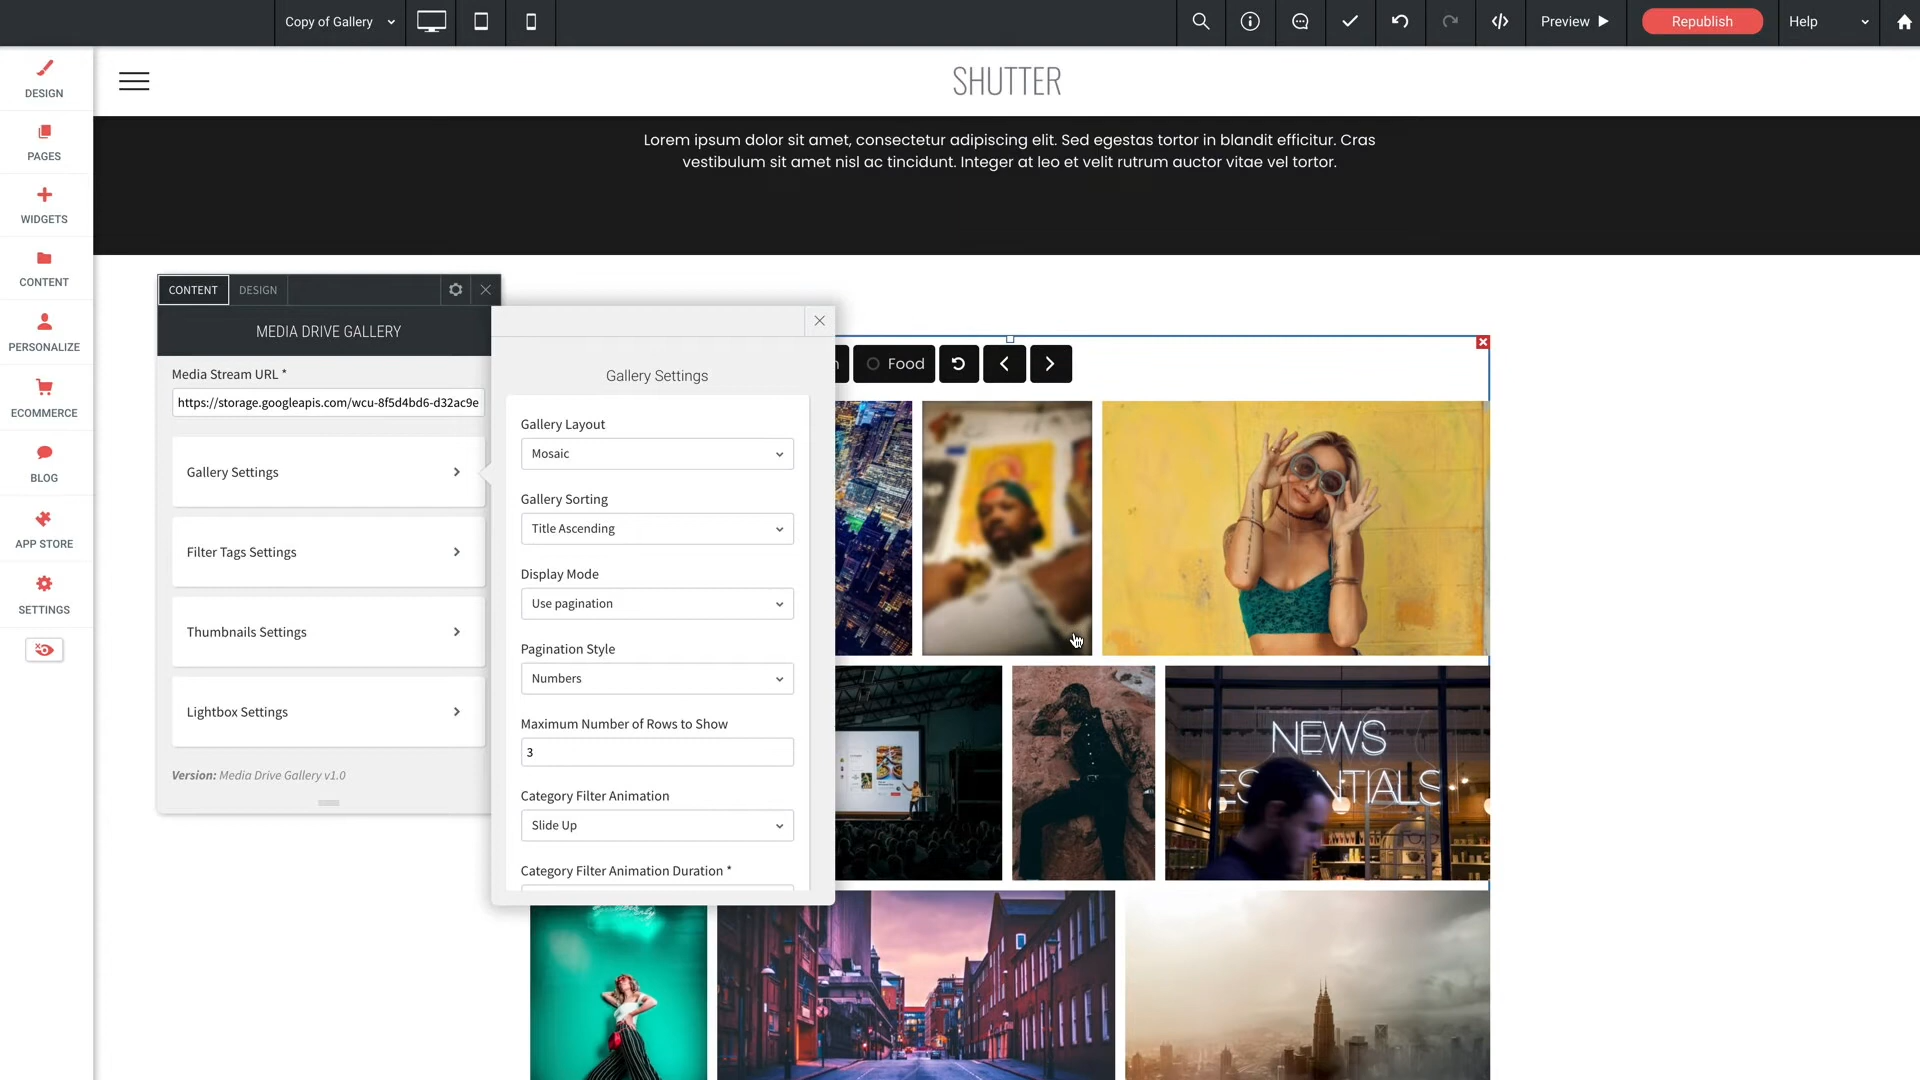 Copy of Gallery
Preview
Republish
Help
DESIGN
PAGES
WIDGETS
CONTENT
PERSONALIZE
ECOMMERCE
BLOG
APP STORE
SETTINGS
SHUTTER
Lorem ipsum dolor sit amet, consectetur adipiscing elit. Sed egestas tortor in blandit efficitur. Cras
vestibulum sit amet nisl ac tincidunt. Integer at leo et velit rutrum auctor vitae vel tortor.
CONTENT DESIGN
MEDIA DRIVE GALLERY
Media Stream URL *
https://storage.googleapis.com/wcu-8f5d4bd6-d32ac9e
Gallery Settings
Filter Tags Settings
Thumbnails Settings
Lightbox Settings
Version: Media Drive Gallery v1.0
Gallery Settings
Gallery Layout
Mosaic
Gallery Sorting
Title Ascending
Display Mode
Use pagination
Pagination Style
Numbers
Maximum Number of Rows to Show
3
Category Filter Animation
Slide Up
Category Filter Animation Duration *
Food
NEWS